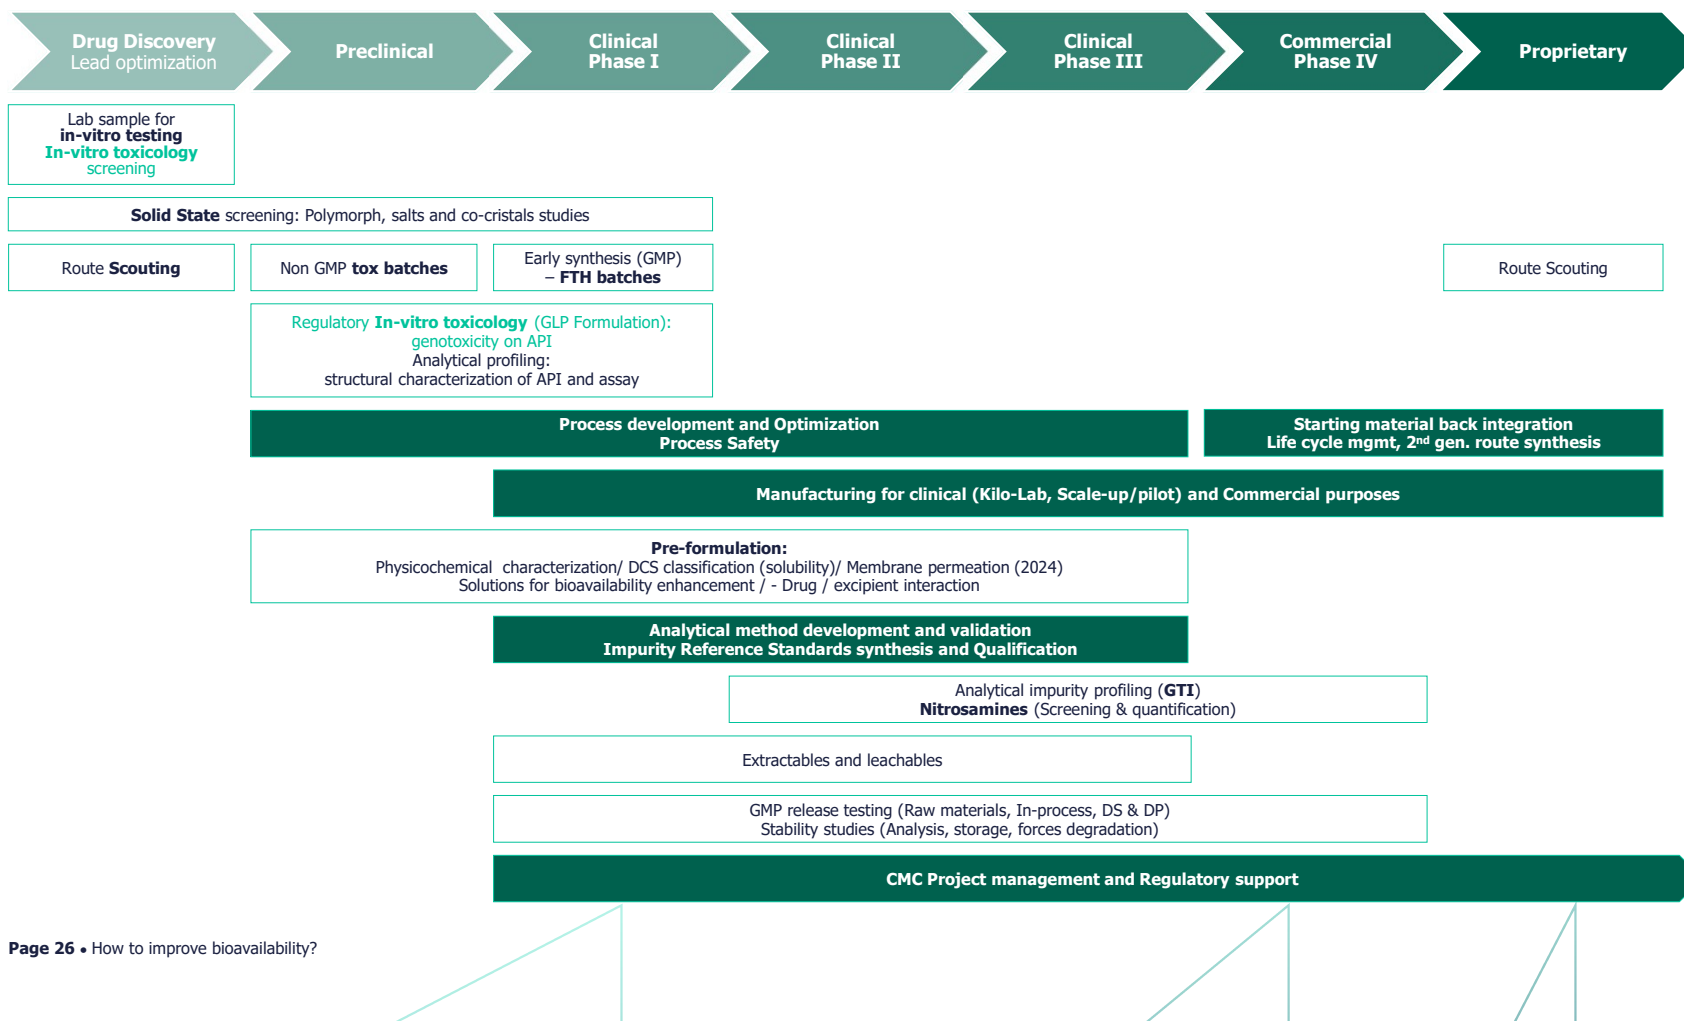 Drug Discovery
Lead optimization
Preclinical
Clinical
Phase I
Clinical
Phase II
Clinical
Phase III
Commercial
Phase IV
Proprietary
Lab sample for
in-vitro testing
In-vitro toxicology
screening
Solid State screening: Polymorph, salts and co-cristals studies
Route Scouting
Non GMP tox batches
Early synthesis (GMP)
– FTH batches
Route Scouting
Regulatory In-vitro toxicology (GLP Formulation):
genotoxicity on API
Analytical profiling:
structural characterization of API and assay
Process development and Optimization
Process Safety
Starting material back integration
Life cycle mgmt, 2nd gen. route synthesis
Manufacturing for clinical (Kilo-Lab, Scale-up/pilot) and Commercial purposes
Pre-formulation:
Physicochemical characterization/ DCS classification (solubility)/ Membrane permeation (2024)
Solutions for bioavailability enhancement / - Drug / excipient interaction
Analytical method development and validation
Impurity Reference Standards synthesis and Qualification
Analytical impurity profiling (GTI)
Nitrosamines (Screening & quantification)
Extractables and leachables
GMP release testing (Raw materials, In-process, DS & DP)
Stability studies (Analysis, storage, forces degradation)
CMC Project management and Regulatory support
Page 26 • How to improve bioavailability?